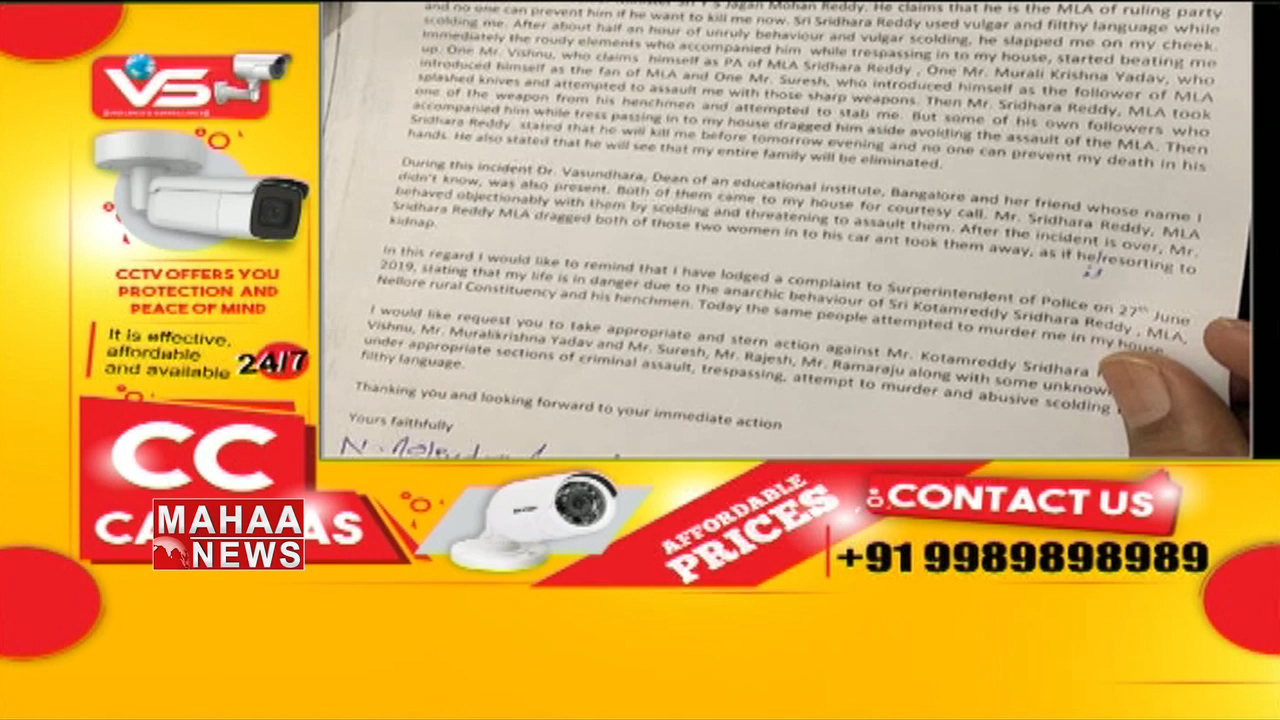 Minister Sri Y S Jagan Mohan Reddy. He claims that he is the MLA of ruling party
and no one can prevent him if he want to kill me now. Sri Sridhara Reddy used vulgar and filthy language while
scolding me. After about half an hour of unruly behaviour and vulgar scolding, he slapped me on my cheek.
Immediately the roudy elements who accompanied him while trespassing in to my house, started beating me
up. One Mr. Vishnu, who claims himself as PA of MLA Sridhara Reddy , One Mr. Murali Krishna Yadav, who
introduced himself as the fan of MLA and One Mr. Suresh, who introduced himself as the follower of MLA
splashed knives and attempted to assault me with those sharp weapons. Then Mr. Sridhara Reddy, MLA took
one of the weapon from his henchmen and attempted to stab me. But some of his own followers who
accompanied him while tress passing in to my house dragged him aside avoiding the assault of the MLA. Then
Sridhara Reddy stated that he will kill me before tomorrow evening and no one can prevent my death in his
hands. He also stated that he will see that my entire family will be eliminated.
During this incident Dr. Vasundhara, Dean of an educational institute, Bangalore and her friend whose name I
didn't know, was also present. Both of them came to my house for courtesy call. Mr. Sridhara Reddy, MLA
behaved objectionably with them by scolding and threatening to assault them. After the incident is over, Mr.
Sridhara Reddy MLA dragged both of those two women in to his car ant took them away, as if he/resorting to
is
kidnap.
In this regard I would like to remind that I have lodged a complaint to Surperintendent of Police on 27th June
2019, stating that my life is in danger due to the anarchic behaviour of Sri Kotamreddy Sridhara Reddy , MLA,
Nellore rural Constituency and his henchmen. Today the same people attempted to murder me in my house.
I would like request you to take appropriate and stern action against Mr. Kotamreddy Sridhara
Vishnu, Mr. Muralikrishna Yadav and Mr. Suresh, Mr. Rajesh, Mr. Ramaraju along with some unknow
under appropriate sections of criminal assault, trespassing, attempt to murder and abusive scolding
filthy language.
Thanking you and looking forward to your immediate action
Yours faithfully
VS
CCTV OFFERS YOU
PROTECTION AND
PEACE OF MIND
It is effective,
affordable
and available 24/7
CC
CA AS
MAHAA
NEWS
AFFORDABLE
PRICES
CONTACT US
+91 9989898989